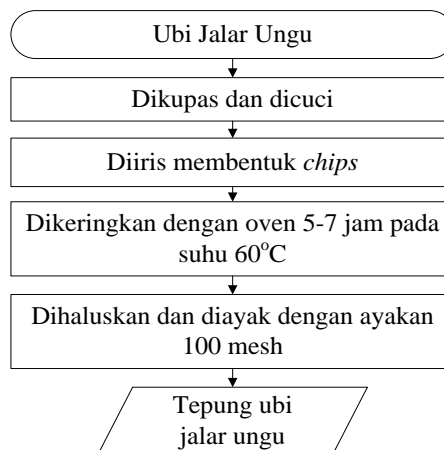 Ubi Jalar Ungu
Dikupas dan dicuci
Diiris membentuk chips
Dikeringkan dengan oven 5-7 jam pada
suhu 60°C
Dihaluskan dan diayak dengan ayakan
100 mesh
Tepung ubi
jalar ungu